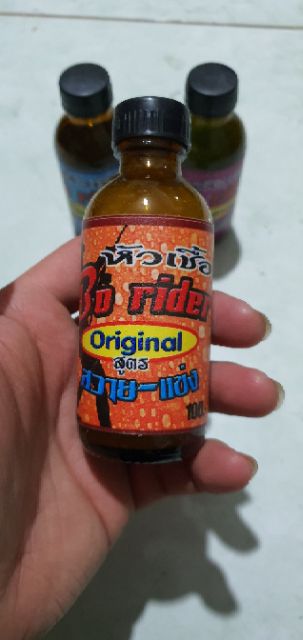 หัวเชื้อ
Bo rider
Original
สูตร
สวาย-แข่ง
100